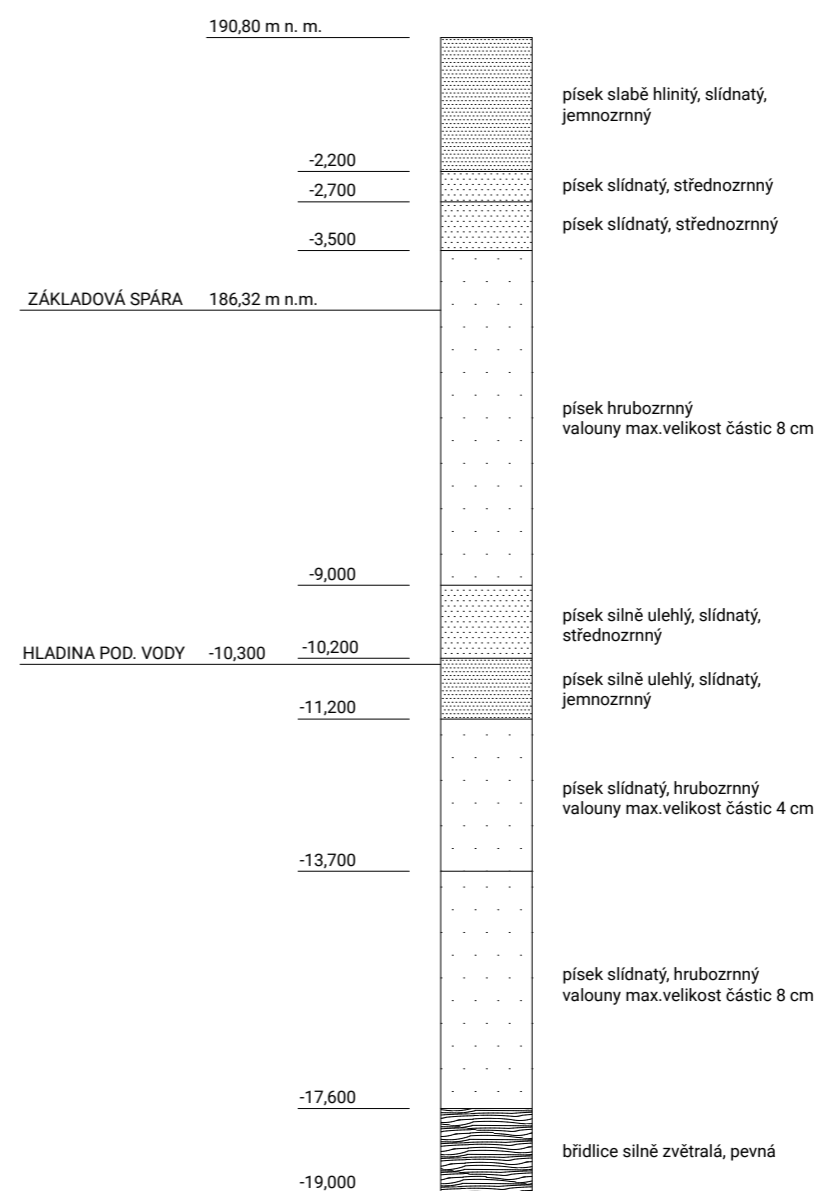 190,80 m n. m.
písek slabě hlinitý, slídnatý,
jemnozrnný
-2,200
-2,700
písek slídnatý, střednozrnný
písek slídnatý, střednozrnný
-3,500
ZÁKLADOVÁ SPÁRA 186,32 m n.m.
písek hrubozrnný
valouny max.velikost částic 8 cm
-9,000
písek silně ulehlý, slídnatý,
střednozrnný
HLADINA POD. VODY -10,300 -10,200
písek silně ulehlý, slídnatý,
jemnozrnný
-11,200
písek slídnatý, hrubozrnný
valouny max.velikost částic 4 cm
-13,700
písek slídnatý, hrubozrnný
valouny max.velikost částic 8 cm
-17,600
břidlice silně zvětralá, pevná
-19,000